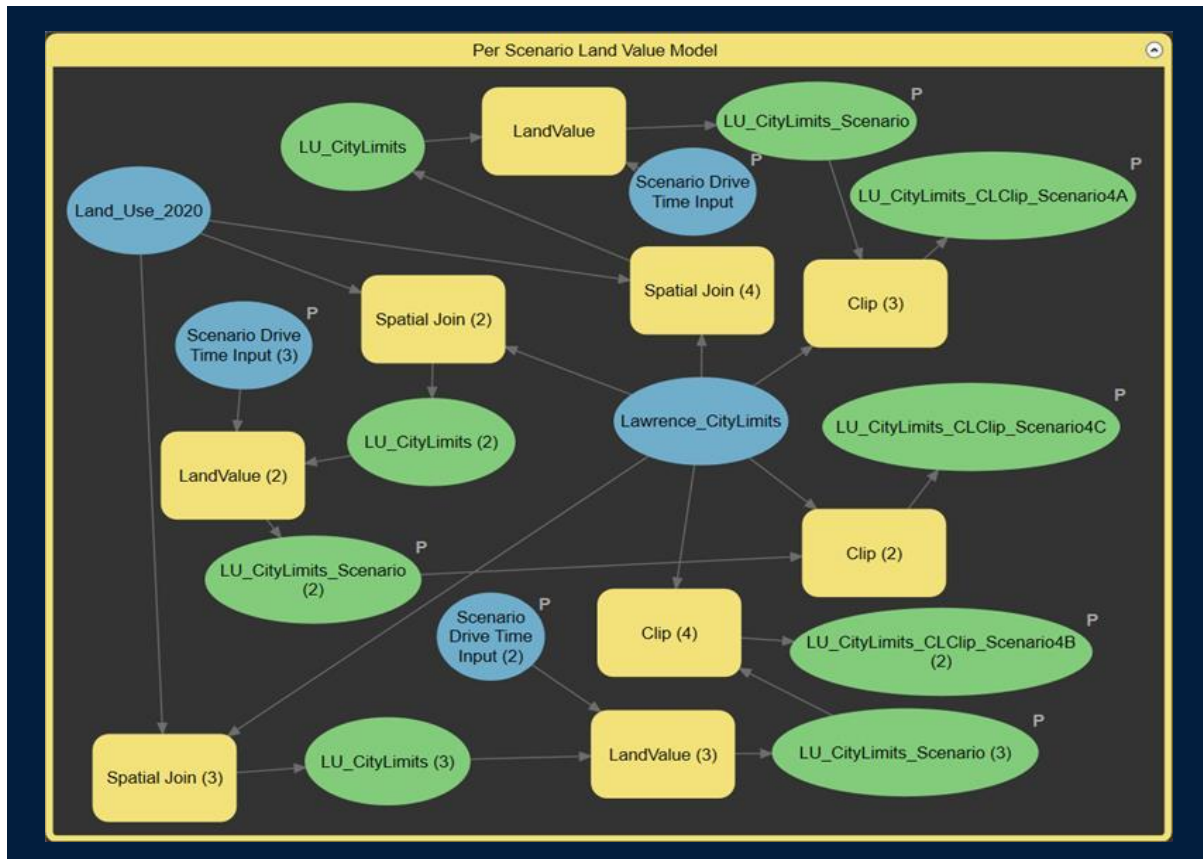 Per Scenario Land Value Model
P
LU_CityLimits
LandValue
LU_CityLimits_Scenario
P
Scenario Drive
Time Input
P
LU_CityLimits_CLClip_Scenario4A
Land_Use_2020
Spatial Join (4)
Clip (3)
Spatial Join (2)
P
Scenario Drive
Time Input (3)
Lawrence_CityLimits
P
LU_CityLimits_CLClip_Scenario4C
LU_CityLimits (2)
LandValue (2)
P
LU_CityLimits_Scenario
(2)
Clip (2)
P
Scenario
Drive Time
Input (2)
Clip (4)
P
LU_CityLimits_CLClip_Scenario4B
(2)
P
LU_CityLimits_Scenario (3)
LandValue (3)
LU_CityLimits (3)
Spatial Join (3)